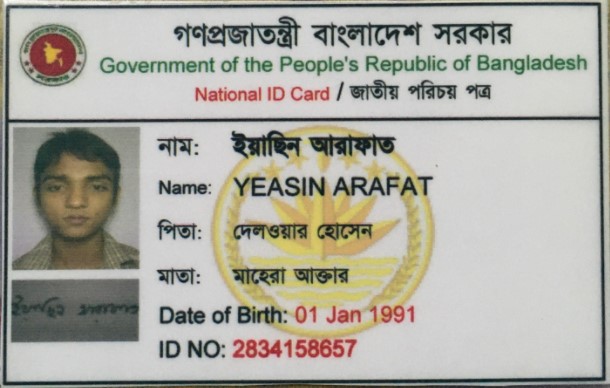 গণপ্রজাতন্ত্রী বাংলাদেশ সরকার
Government of the People's Republic of Bangladesh
National ID Card / জাতীয় পরিচয় পত্র
নাম: ইয়াছিন আরাফাত
Name: YEASIN ARAFAT
পিতা: দেলওয়ার হোসেন
মাতা: মাহেরা আক্তার
Date of Birth: 01 Jan 1991
ID NO: 2834158657